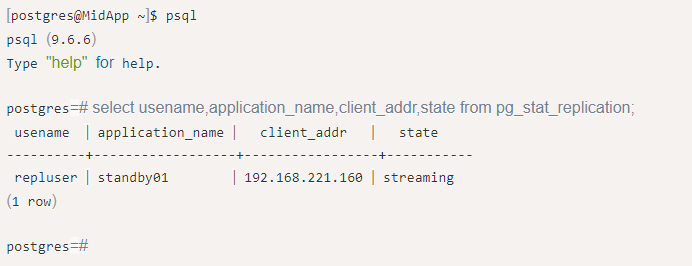 [postgres@MidApp ~]$ psql
psql (9.6.6)
Type "help" for help.
postgres=# select usename,application_name,client_addr,state from pg_stat_replication;
 usename  | application_name |   client_addr   |   state
----------+------------------+-----------------+-----------
 repluser | standby01        | 192.168.221.160 | streaming
(1 row)
postgres=#